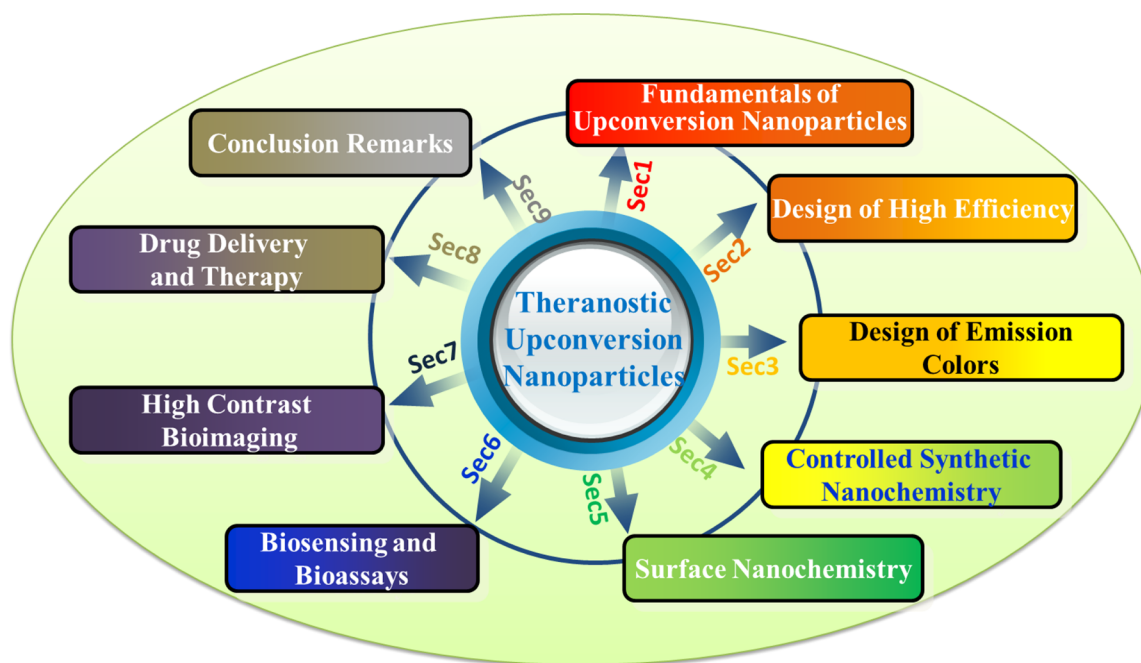 Theranostic
Upconversion
Nanoparticles
Sec1
Fundamentals of
Upconversion Nanoparticles
Sec2
Design of High Efficiency
Sec3
Design of Emission
Colors
Sec4
Controlled Synthetic
Nanochemistry
Sec5
Surface Nanochemistry
Sec6
Biosensing and
Bioassays
Sec7
High Contrast
Bioimaging
Sec8
Drug Delivery
and Therapy
Sec9
Conclusion Remarks